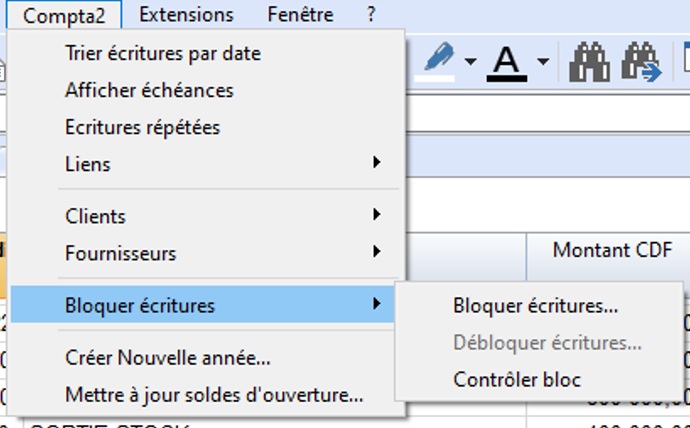 Compta2 Extensions Fenêtre ?
Trier écritures par date
Afficher échéances
Ecritures répétées
Liens
Clients
Fournisseurs
Montant CDF
Bloquer écritures
Bloquer écritures...
Débloquer écritures...
Contrôler bloc
Créer Nouvelle année...
Mettre à jour soldes d'ouverture...